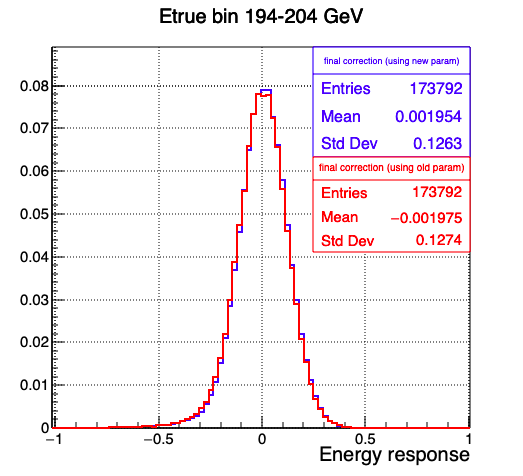 Etrue bin 194-204 GeV
final correction (using new param)
Entries 173792
Mean 0.001954
Std Dev 0.1263
final correction (using old param)
Entries 173792
Mean −0.001975
Std Dev 0.1274
0.08
0.07
0.06
0.05
0.04
0.03
0.02
0.01
0
−1 −0.5 0 0.5 1
Energy response